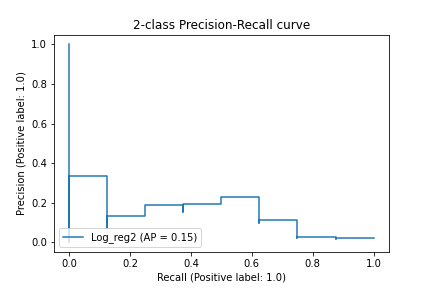 2-class Precision-Recall curve
Precision (Positive label: 1.0)
1.0
0.8
0.6
0.4
0.2
0.0
Log_reg2 (AP = 0.15)
0.0 0.2 0.4 0.6 0.8 1.0
Recall (Positive label: 1.0)